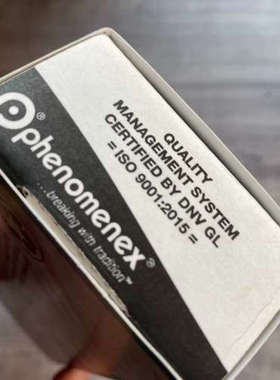 phenomenex®
...breaking with tradition™
QUALITY
MANAGEMENT SYSTEM
CERTIFIED BY DNV GL
= ISO 9001:2015 =